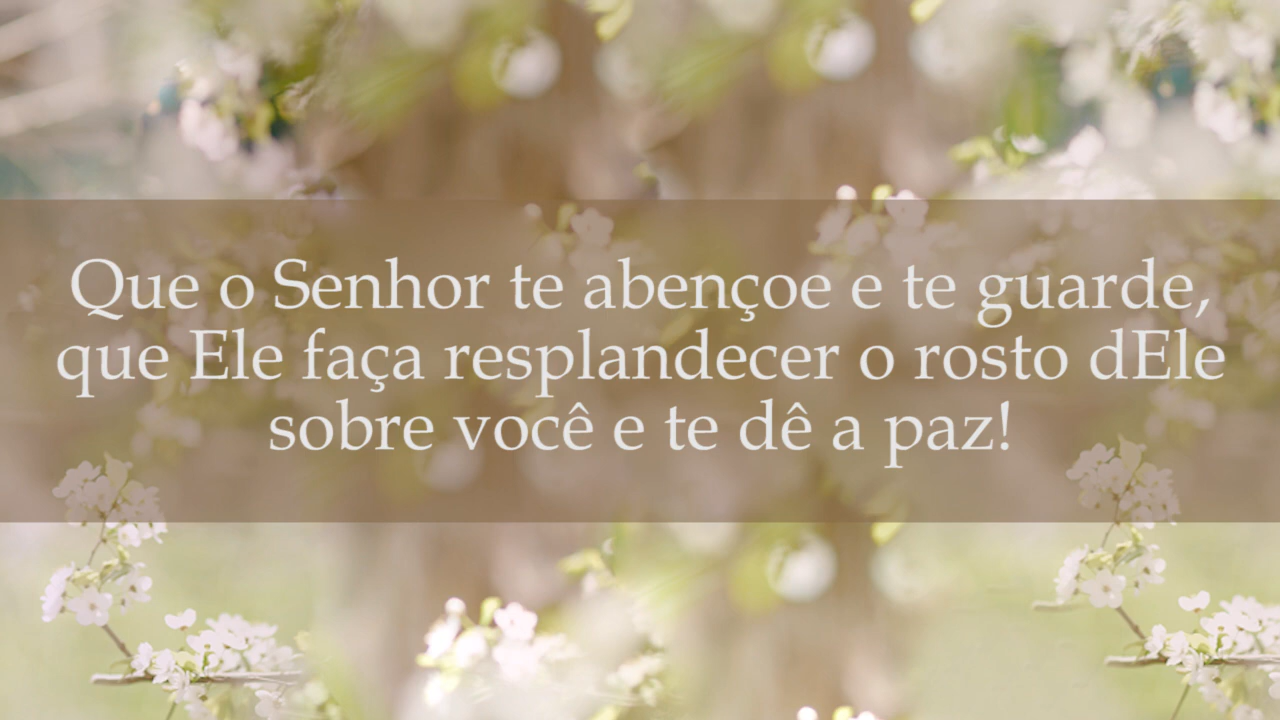 Que o Senhor te abençoe e te guarde,
que Ele faça resplandecer o rosto dEle
sobre você e te dê a paz!